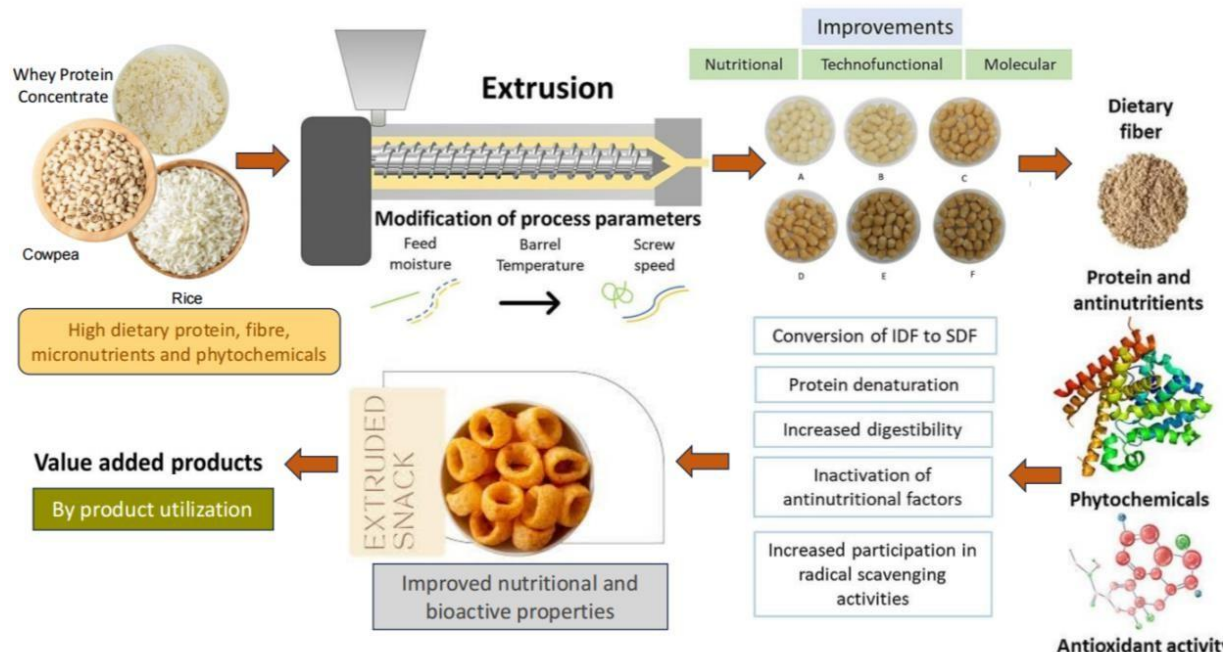 Whey Protein
Concentrate
Cowpea
Rice
High dietary protein, fibre,
micronutrients and phytochemicals
Extrusion
Modification of process parameters
Feed
moisture
Barrel
Temperature
Screw
speed
Improvements
Nutritional
Technofunctional
Molecular
A
B
C
D
E
F
Dietary
fiber
Protein and
antinutritients
Phytochemicals
Antioxidant activity
Conversion of IDF to SDF
Protein denaturation
Increased digestibility
Inactivation of
antinutritional factors
Increased participation in
radical scavenging
activities
EXTRUDED
SNACK
Improved nutritional and
bioactive properties
Value added products
By product utilization